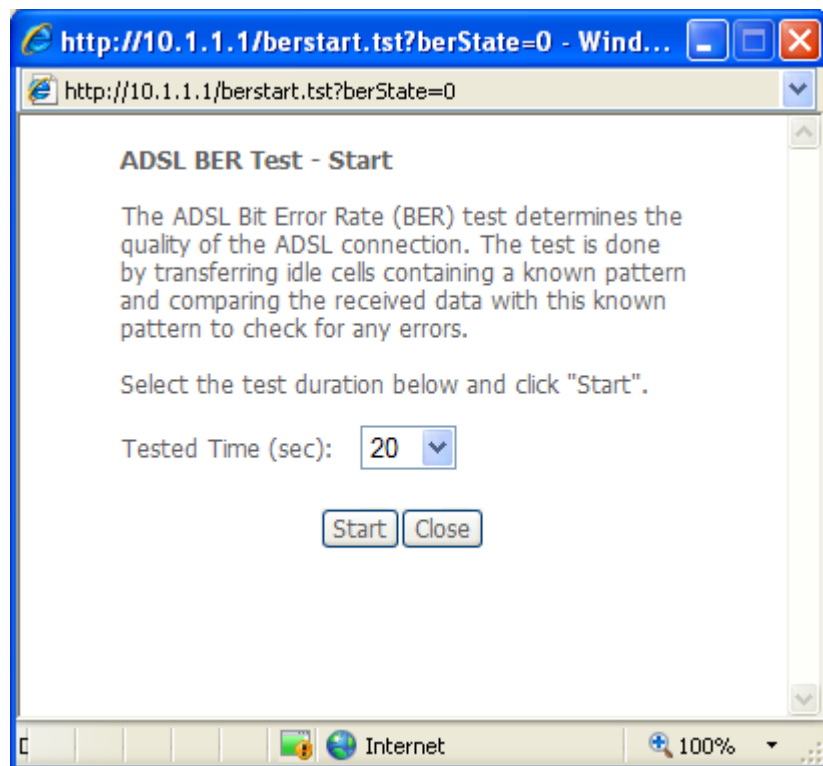 http://10.1.1.1/berstart.tst?berState=0 - Wind...
http://10.1.1.1/berstart.tst?berState=0
ADSL BER Test - Start
The ADSL Bit Error Rate (BER) test determines the
quality of the ADSL connection. The test is done
by transferring idle cells containing a known pattern
and comparing the received data with this known
pattern to check for any errors.
Select the test duration below and click "Start".
Tested Time (sec): 20
Start Close
Internet 100%